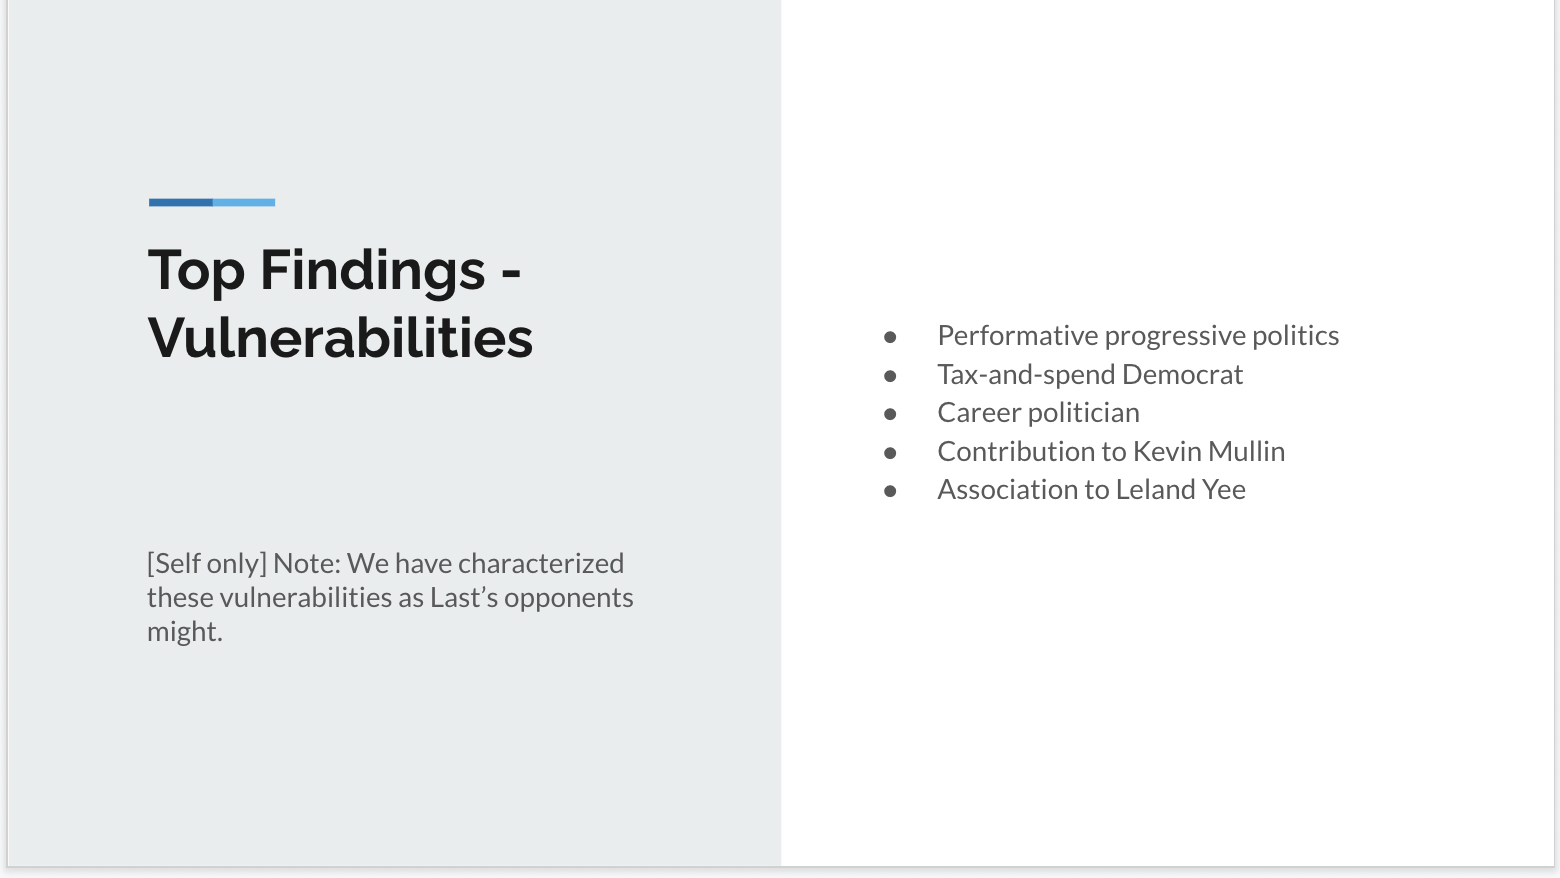 Top Findings -
Vulnerabilities
[Self only] Note: We have characterized
these vulnerabilities as Last’s opponents
might.
● Performative progressive politics
● Tax-and-spend Democrat
● Career politician
● Contribution to Kevin Mullin
● Association to Leland Yee